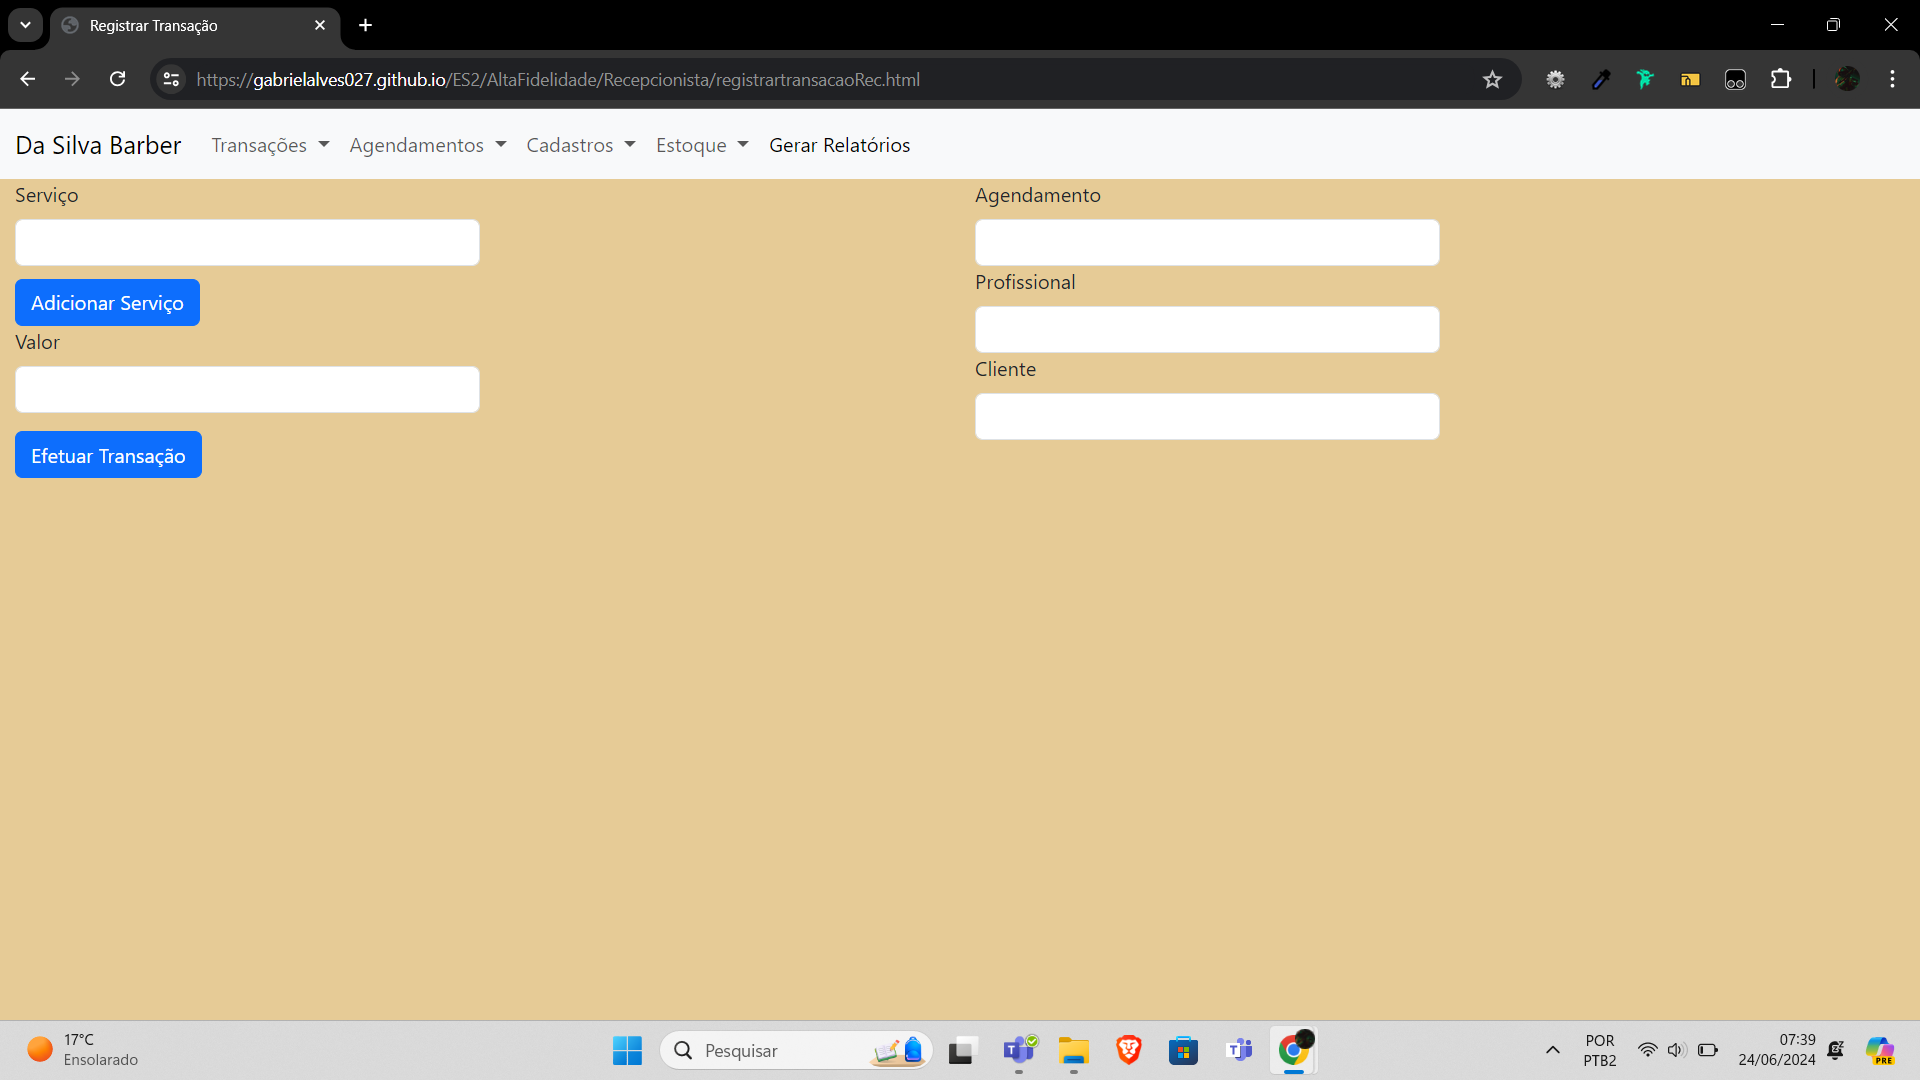 Registrar Transação
https://gabrielalves027.github.io/ES2/AltaFidelidade/Recepcionista/registrartransacaoRec.html
Da Silva Barber Transações Agendamentos Cadastros Estoque Gerar Relatórios
Serviço
Adicionar Serviço
Valor
Efetuar Transação
Agendamento
Profissional
Cliente
17°C
Ensolarado
Pesquisar
POR
PTB2
07:39
24/06/2024
PRE